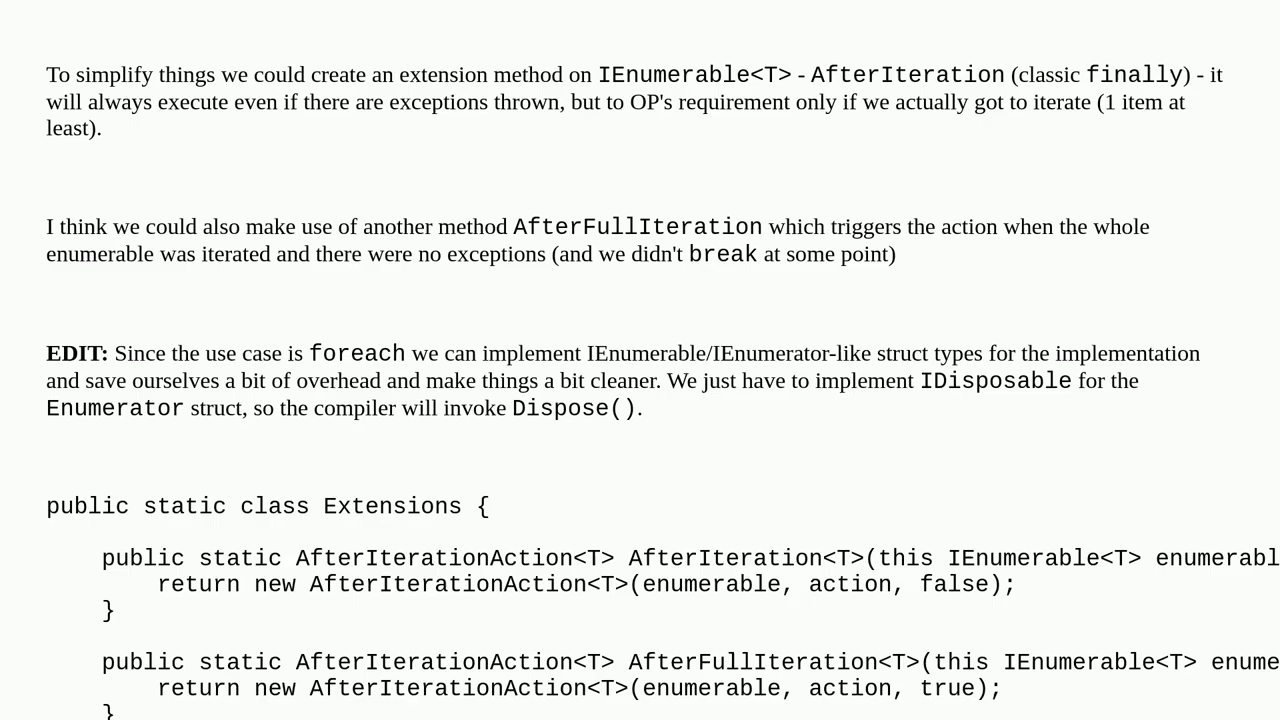 To simplify things we could create an extension method on IEnumerable<T> - AfterIteration (classic finally) - it
will always execute even if there are exceptions thrown, but to OP's requirement only if we actually got to iterate (1 item at
least).
I think we could also make use of another method AfterFullIteration which triggers the action when the whole
enumerable was iterated and there were no exceptions (and we didn't break at some point)
EDIT: Since the use case is foreach we can implement IEnumerable/IEnumerator-like struct types for the implementation
and save ourselves a bit of overhead and make things a bit cleaner. We just have to implement IDisposable for the
Enumerator struct, so the compiler will invoke Dispose().
public static class Extensions {
    public static AfterIterationAction<T> AfterIteration<T>(this IEnumerable<T> enumerabl
        return new AfterIterationAction<T>(enumerable, action, false);
    }
    public static AfterIterationAction<T> AfterFullIteration<T>(this IEnumerable<T> enume
        return new AfterIterationAction<T>(enumerable, action, true);
    }